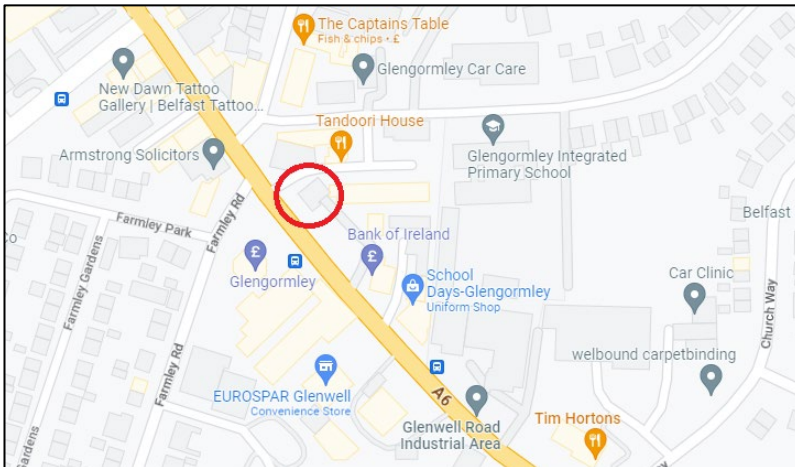 The Captains Table
Fish & chips • £
New Dawn Tattoo
Gallery | Belfast Tattoo...
Glengormley Car Care
Tandoori House
Armstrong Solicitors
Glengormley Integrated
Primary School
Farmley Park
Farmley Rd
Belfast
co
Bank of Ireland
Glengormley
School
Days-Glengormley
Uniform Shop
Car Clinic
Farmley Gardens
Farmley Rd
Church Way
welbound carpetbinding
EUROSPAR Glenwell
Convenience Store
A6
Glenwell Road
Industrial Area
Tim Hortons
Gardens